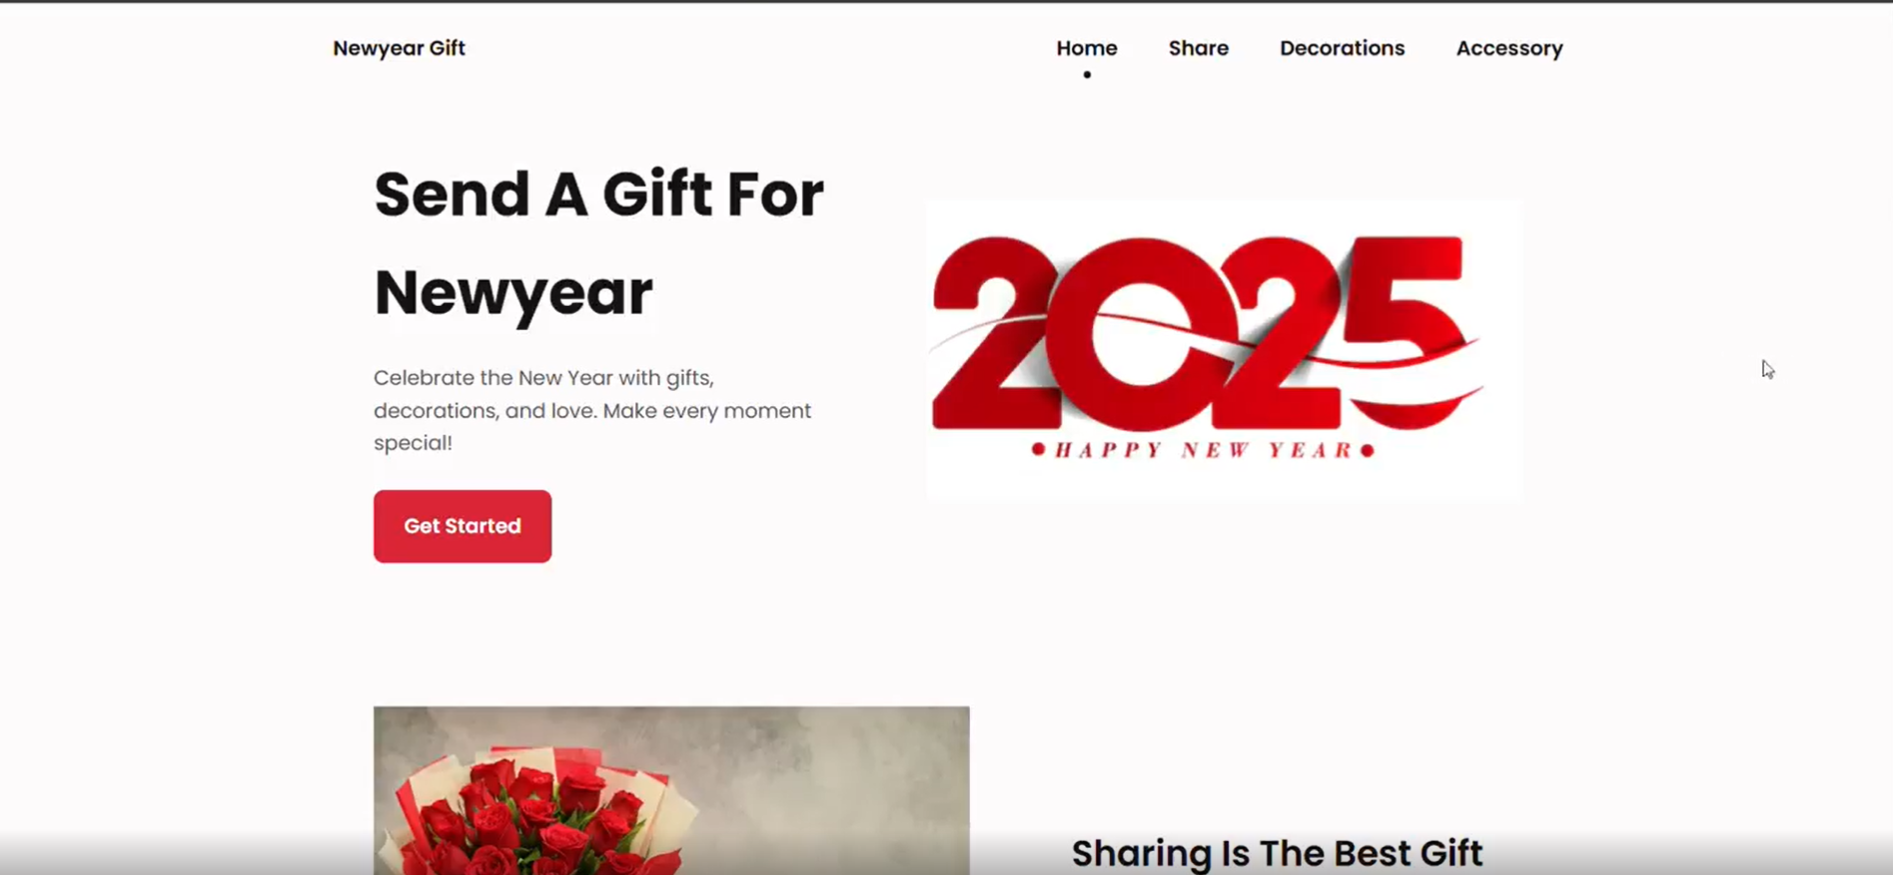 Newyear Gift
Home Share Decorations Accessory
Send A Gift For
Newyear
Celebrate the New Year with gifts,
decorations, and love. Make every moment
special!
Get Started
2025
HAPPY NEW YEAR
Sharing Is The Best Gift